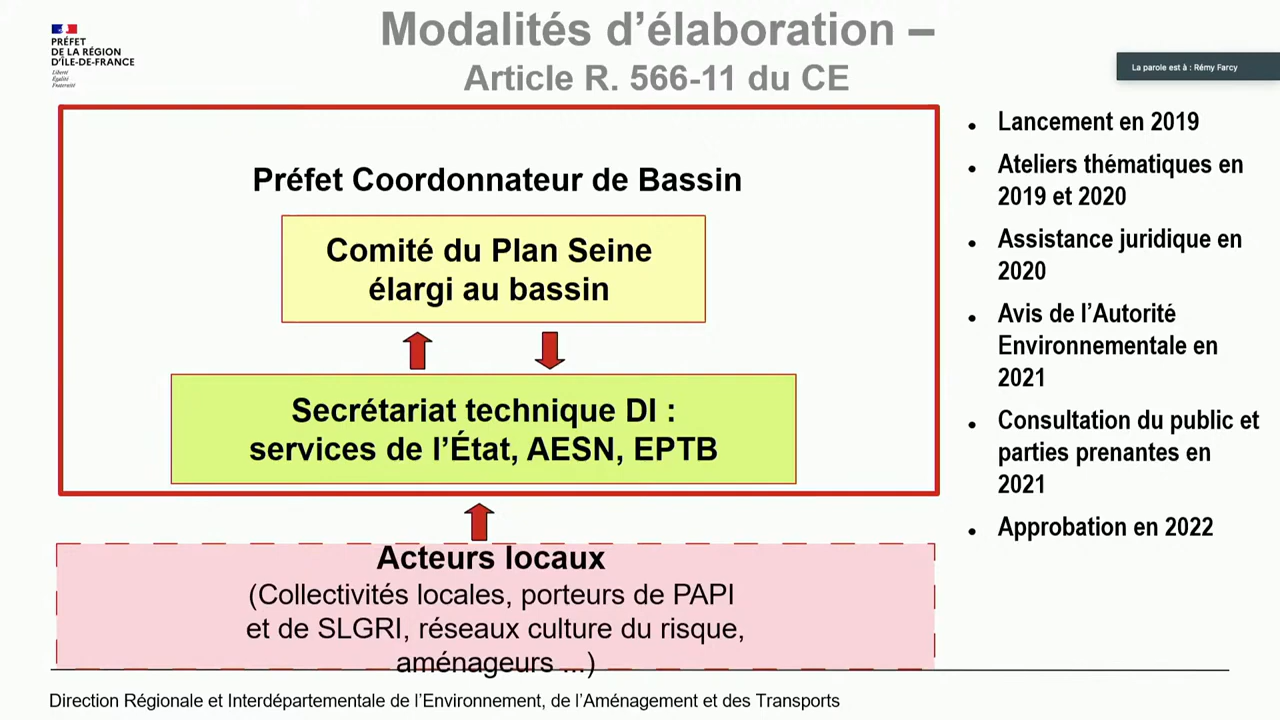 PRÉFET
DE LA RÉGION
D'ÎLE-DE-FRANCE
Liberté
Égalité
Fraternité
Modalités d'élaboration –
Article R. 566-11 du CE
La parole est à : Rémy Farcy
Préfet Coordonnateur de Bassin
Comité du Plan Seine
élargi au bassin
Secrétariat technique DI :
services de l'État, AESN, EPTB
Acteurs locaux
(Collectivités locales, porteurs de PAPI
et de SLGRI, réseaux culture du risque,
aménageurs ...)
• Lancement en 2019
• Ateliers thématiques en
2019 et 2020
• Assistance juridique en
2020
• Avis de l'Autorité
Environnementale en
2021
• Consultation du public et
parties prenantes en
2021
• Approbation en 2022
Direction Régionale et Interdépartementale de l'Environnement, de l'Aménagement et des Transports